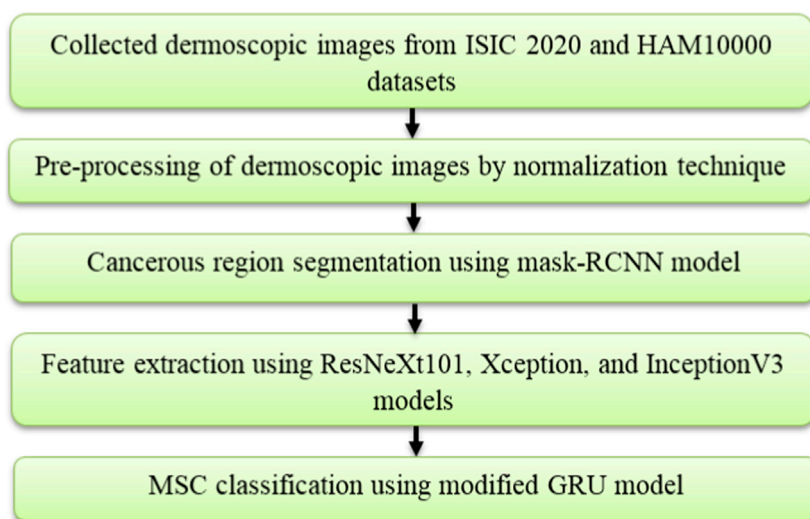 Collected dermoscopic images from ISIC 2020 and HAM10000
datasets
Pre-processing of dermoscopic images by normalization technique
Cancerous region segmentation using mask-RCNN model
Feature extraction using ResNeXt101, Xception, and InceptionV3
models
MSC classification using modified GRU model